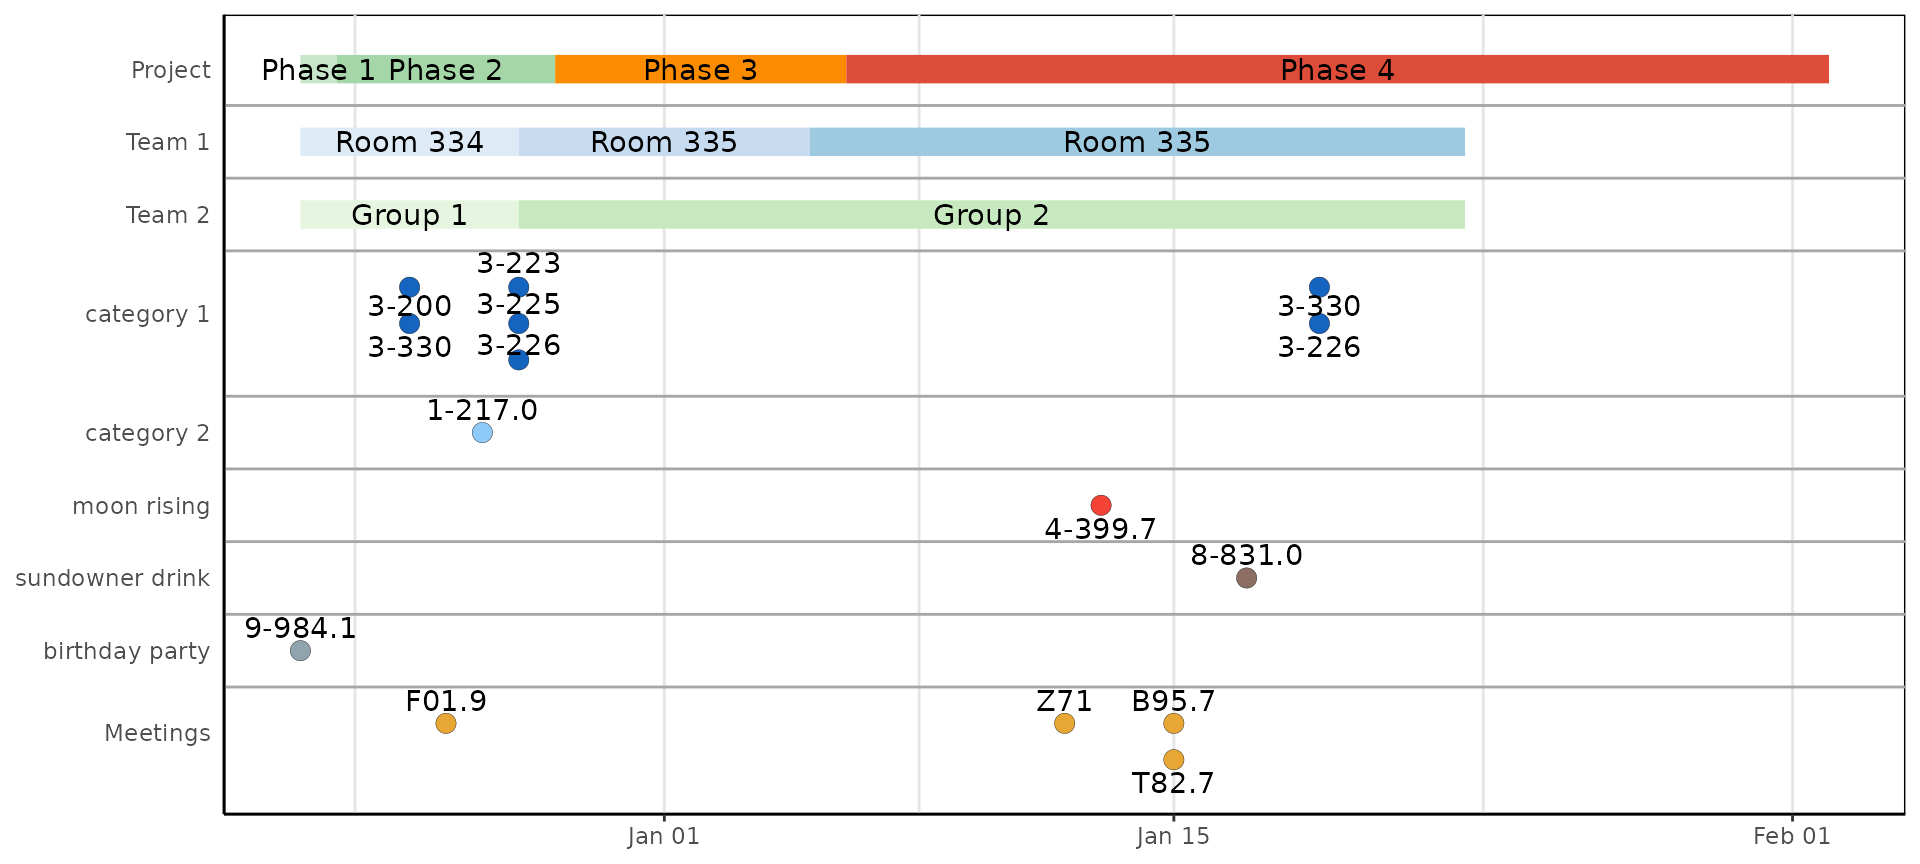 Project
Phase 1 Phase 2 Phase 3 Phase 4
Team 1
Room 334 Room 335 Room 335
Team 2
Group 1 Group 2
category 1
3-223
3-200 3-225 3-330
3-330 3-226 3-226
category 2
1-217.0
moon rising
4-399.7
sundowner drink
8-831.0
birthday party
9-984.1
Meetings
F01.9 Z71 B95.7
T82.7
Jan 01 Jan 15 Feb 01